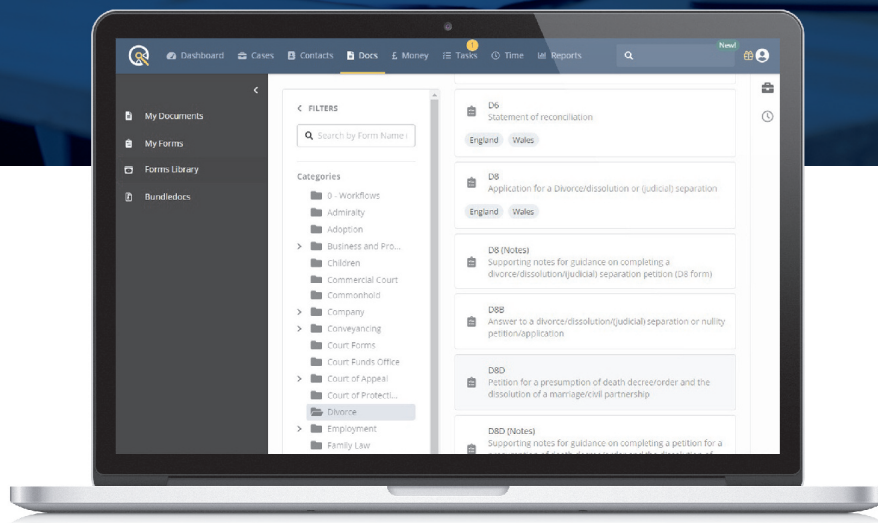 New!
Dashboard Cases Contacts Docs £ Money Tasks 1 Time Reports
My Documents
My Forms
Forms Library
Bundledocs
FILTERS
Search by Form Name
Categories
0 - Workflows
Admiralty
Adoption
Business and Pro...
Children
Commercial Court
Commonhold
Company
Conveyancing
Court Forms
Court Funds Office
Court of Appeal
Court of Protecti...
Divorce
Employment
Family Law
D6
Statement of reconciliation
England Wales
D8
Application for a Divorce/dissolution or (judicial) separation
England Wales
D8 (Notes)
Supporting notes for guidance on completing a
divorce/dissolution/(judicial) separation petition (D8 form)
D8B
Answer to a divorce/dissolution/(judicial) separation or nullity
petition/application
D8D
Petition for a presumption of death decree/order and the
dissolution of a marriage/civil partnership
D8D (Notes)
Supporting notes for guidance on completing a petition for a